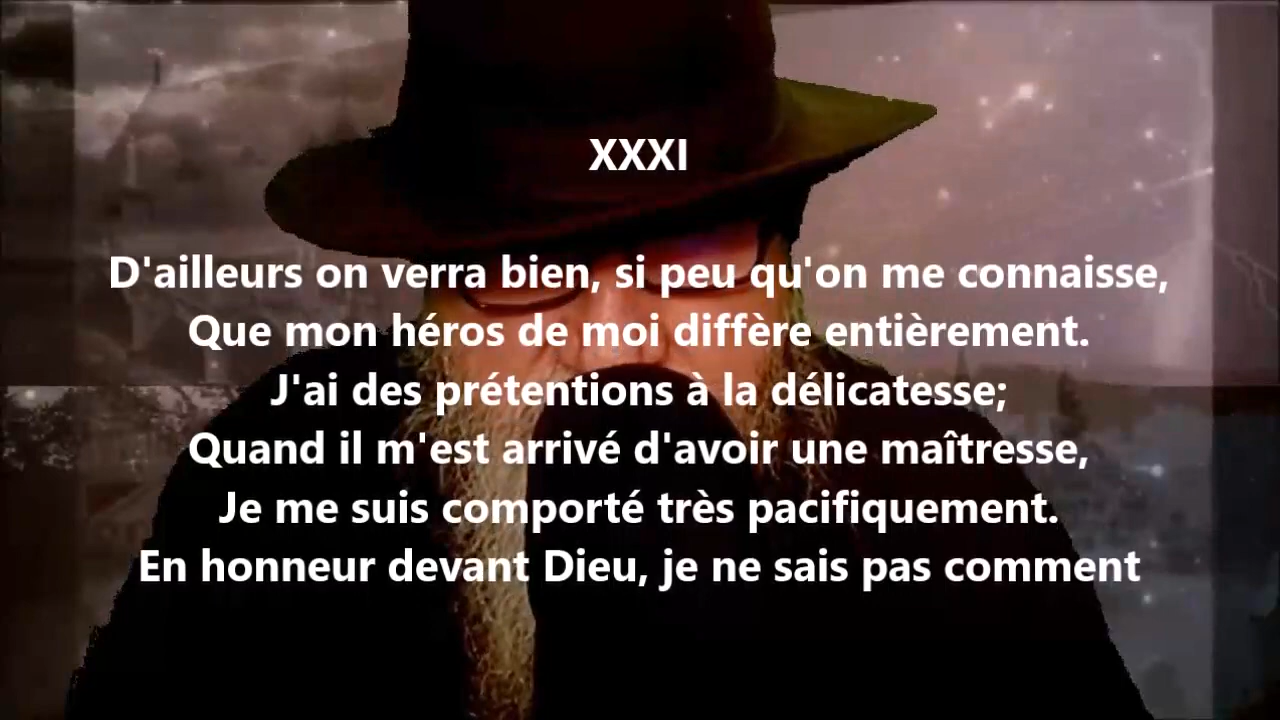 XXXI
D'ailleurs on verra bien, si peu qu'on me connaisse,
Que mon héros de moi diffère entièrement.
J'ai des prétentions à la délicatesse;
Quand il m'est arrivé d'avoir une maîtresse,
Je me suis comporté très pacifiquement.
En honneur devant Dieu, je ne sais pas comment